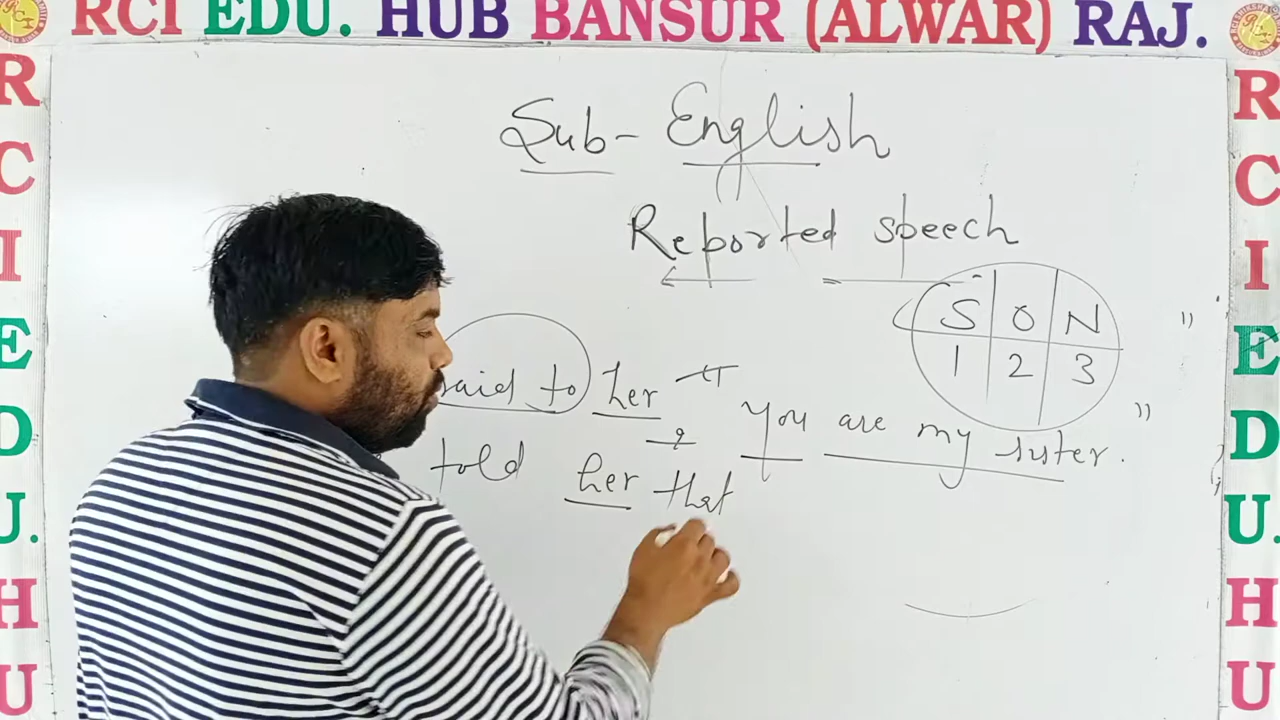 RCI EDU. HUB BANSUR (ALWAR) RAJ.
R
C
I
E
D
U.
H
U
Sub- English
Reported speech
S O N
1 2 3
said to her " You are my sister. "
told her that
R
C
I
E
D
U.
H
U